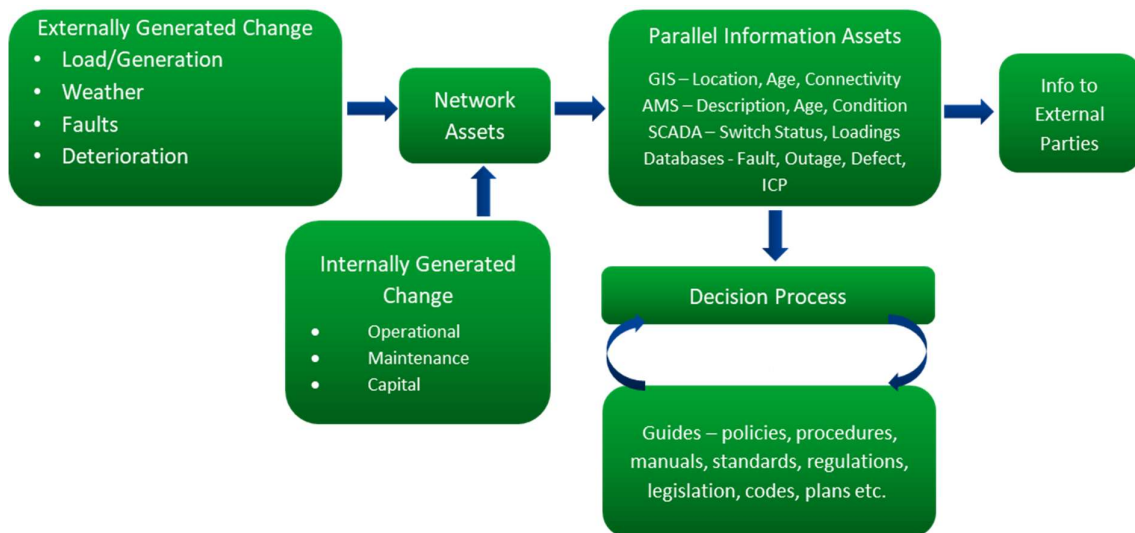 Externally Generated Change
• Load/Generation
• Weather
• Faults
• Deterioration
Network
Assets
Parallel Information Assets
GIS – Location, Age, Connectivity
AMS – Description, Age, Condition
SCADA – Switch Status, Loadings
Databases - Fault, Outage, Defect,
ICP
Info to
External
Parties
Internally Generated
Change
• Operational
• Maintenance
• Capital
Decision Process
Guides – policies, procedures,
manuals, standards, regulations,
legislation, codes, plans etc.